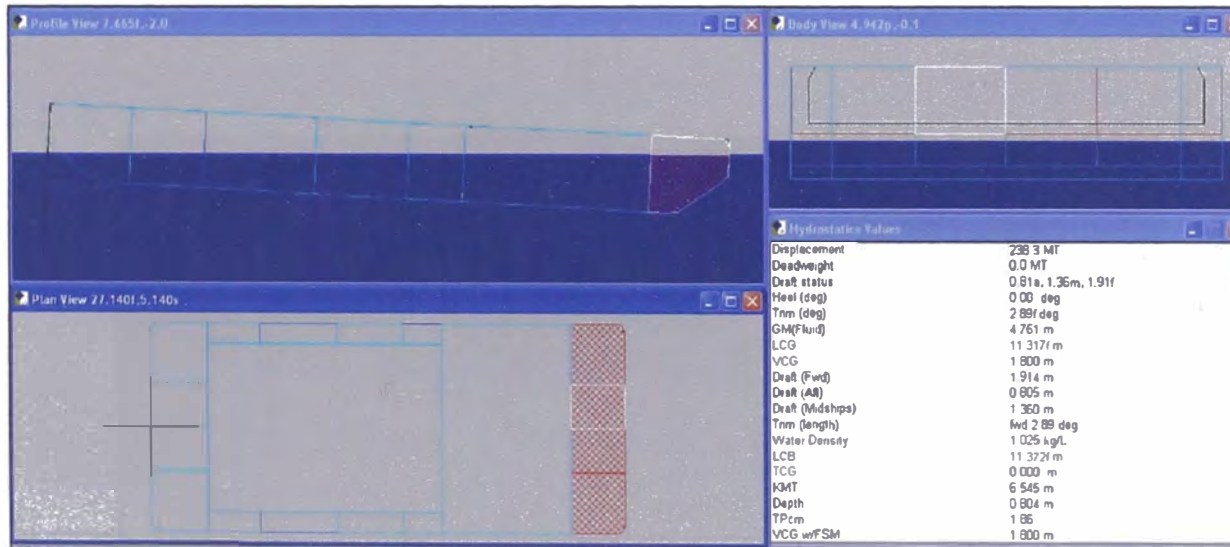 Profile View 7.665f,-2.0
Body View 4.942p,-0.1
Plan View 27.140f,5.140s
Hydrostatics Values
Displacement 238.3 MT
Deadweight 0.0 MT
Draft status 0.81a, 1.36m, 1.91f
Heel (deg) 0.00 deg
Trim (deg) 2.89f deg
GM(Fluid) 4.761 m
LCG 11.317f m
VCG 1.800 m
Draft (Fwd) 1.914 m
Draft (Aft) 0.805 m
Draft (Midships) 1.360 m
Trim (length) fwd 2.89 deg
Water Density 1.025 kg/L
LCB 11.372f m
TCG 0.000 m
KMT 6.545 m
Depth 0.804 m
TPcm 1.86
VCG w/FSM 1.800 m